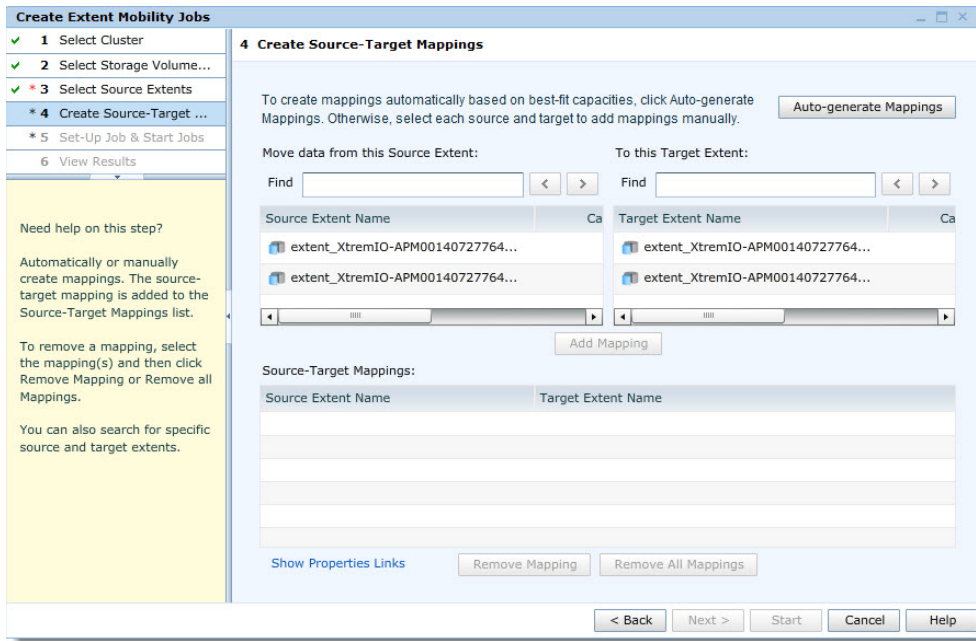 Create Extent Mobility Jobs
1 Select Cluster
2 Select Storage Volume...
* 3 Select Source Extents
* 4 Create Source-Target ...
* 5 Set-Up Job & Start Jobs
6 View Results
Need help on this step?
Automatically or manually
create mappings. The source-
target mapping is added to the
Source-Target Mappings list.
To remove a mapping, select
the mapping(s) and then click
Remove Mapping or Remove all
Mappings.
You can also search for specific
source and target extents.
4 Create Source-Target Mappings
To create mappings automatically based on best-fit capacities, click Auto-generate
Mappings. Otherwise, select each source and target to add mappings manually.
Auto-generate Mappings
Move data from this Source Extent:
Find
< >
Source Extent Name Ca
extent_XtremIO-APM00140727764...
extent_XtremIO-APM00140727764...
To this Target Extent:
Find
< >
Target Extent Name Ca
extent_XtremIO-APM00140727764...
extent_XtremIO-APM00140727764...
Add Mapping
Source-Target Mappings:
Source Extent Name Target Extent Name
Show Properties Links Remove Mapping Remove All Mappings
< Back Next > Start Cancel Help